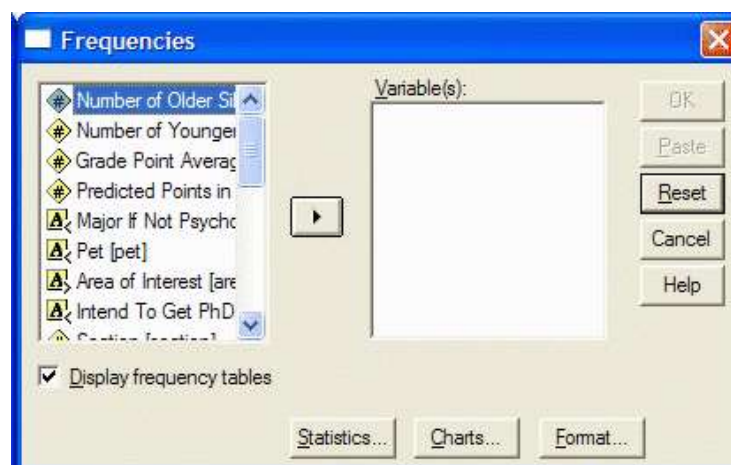 Frequencies
Number of Older Si
Number of Younger
Grade Point Averag
Predicted Points in
Major If Not Psycho
Pet [pet]
Area of Interest [are
Intend To Get PhD
Section [section]
Display frequency tables
Variable(s):
OK
Paste
Reset
Cancel
Help
Statistics...
Charts...
Format...